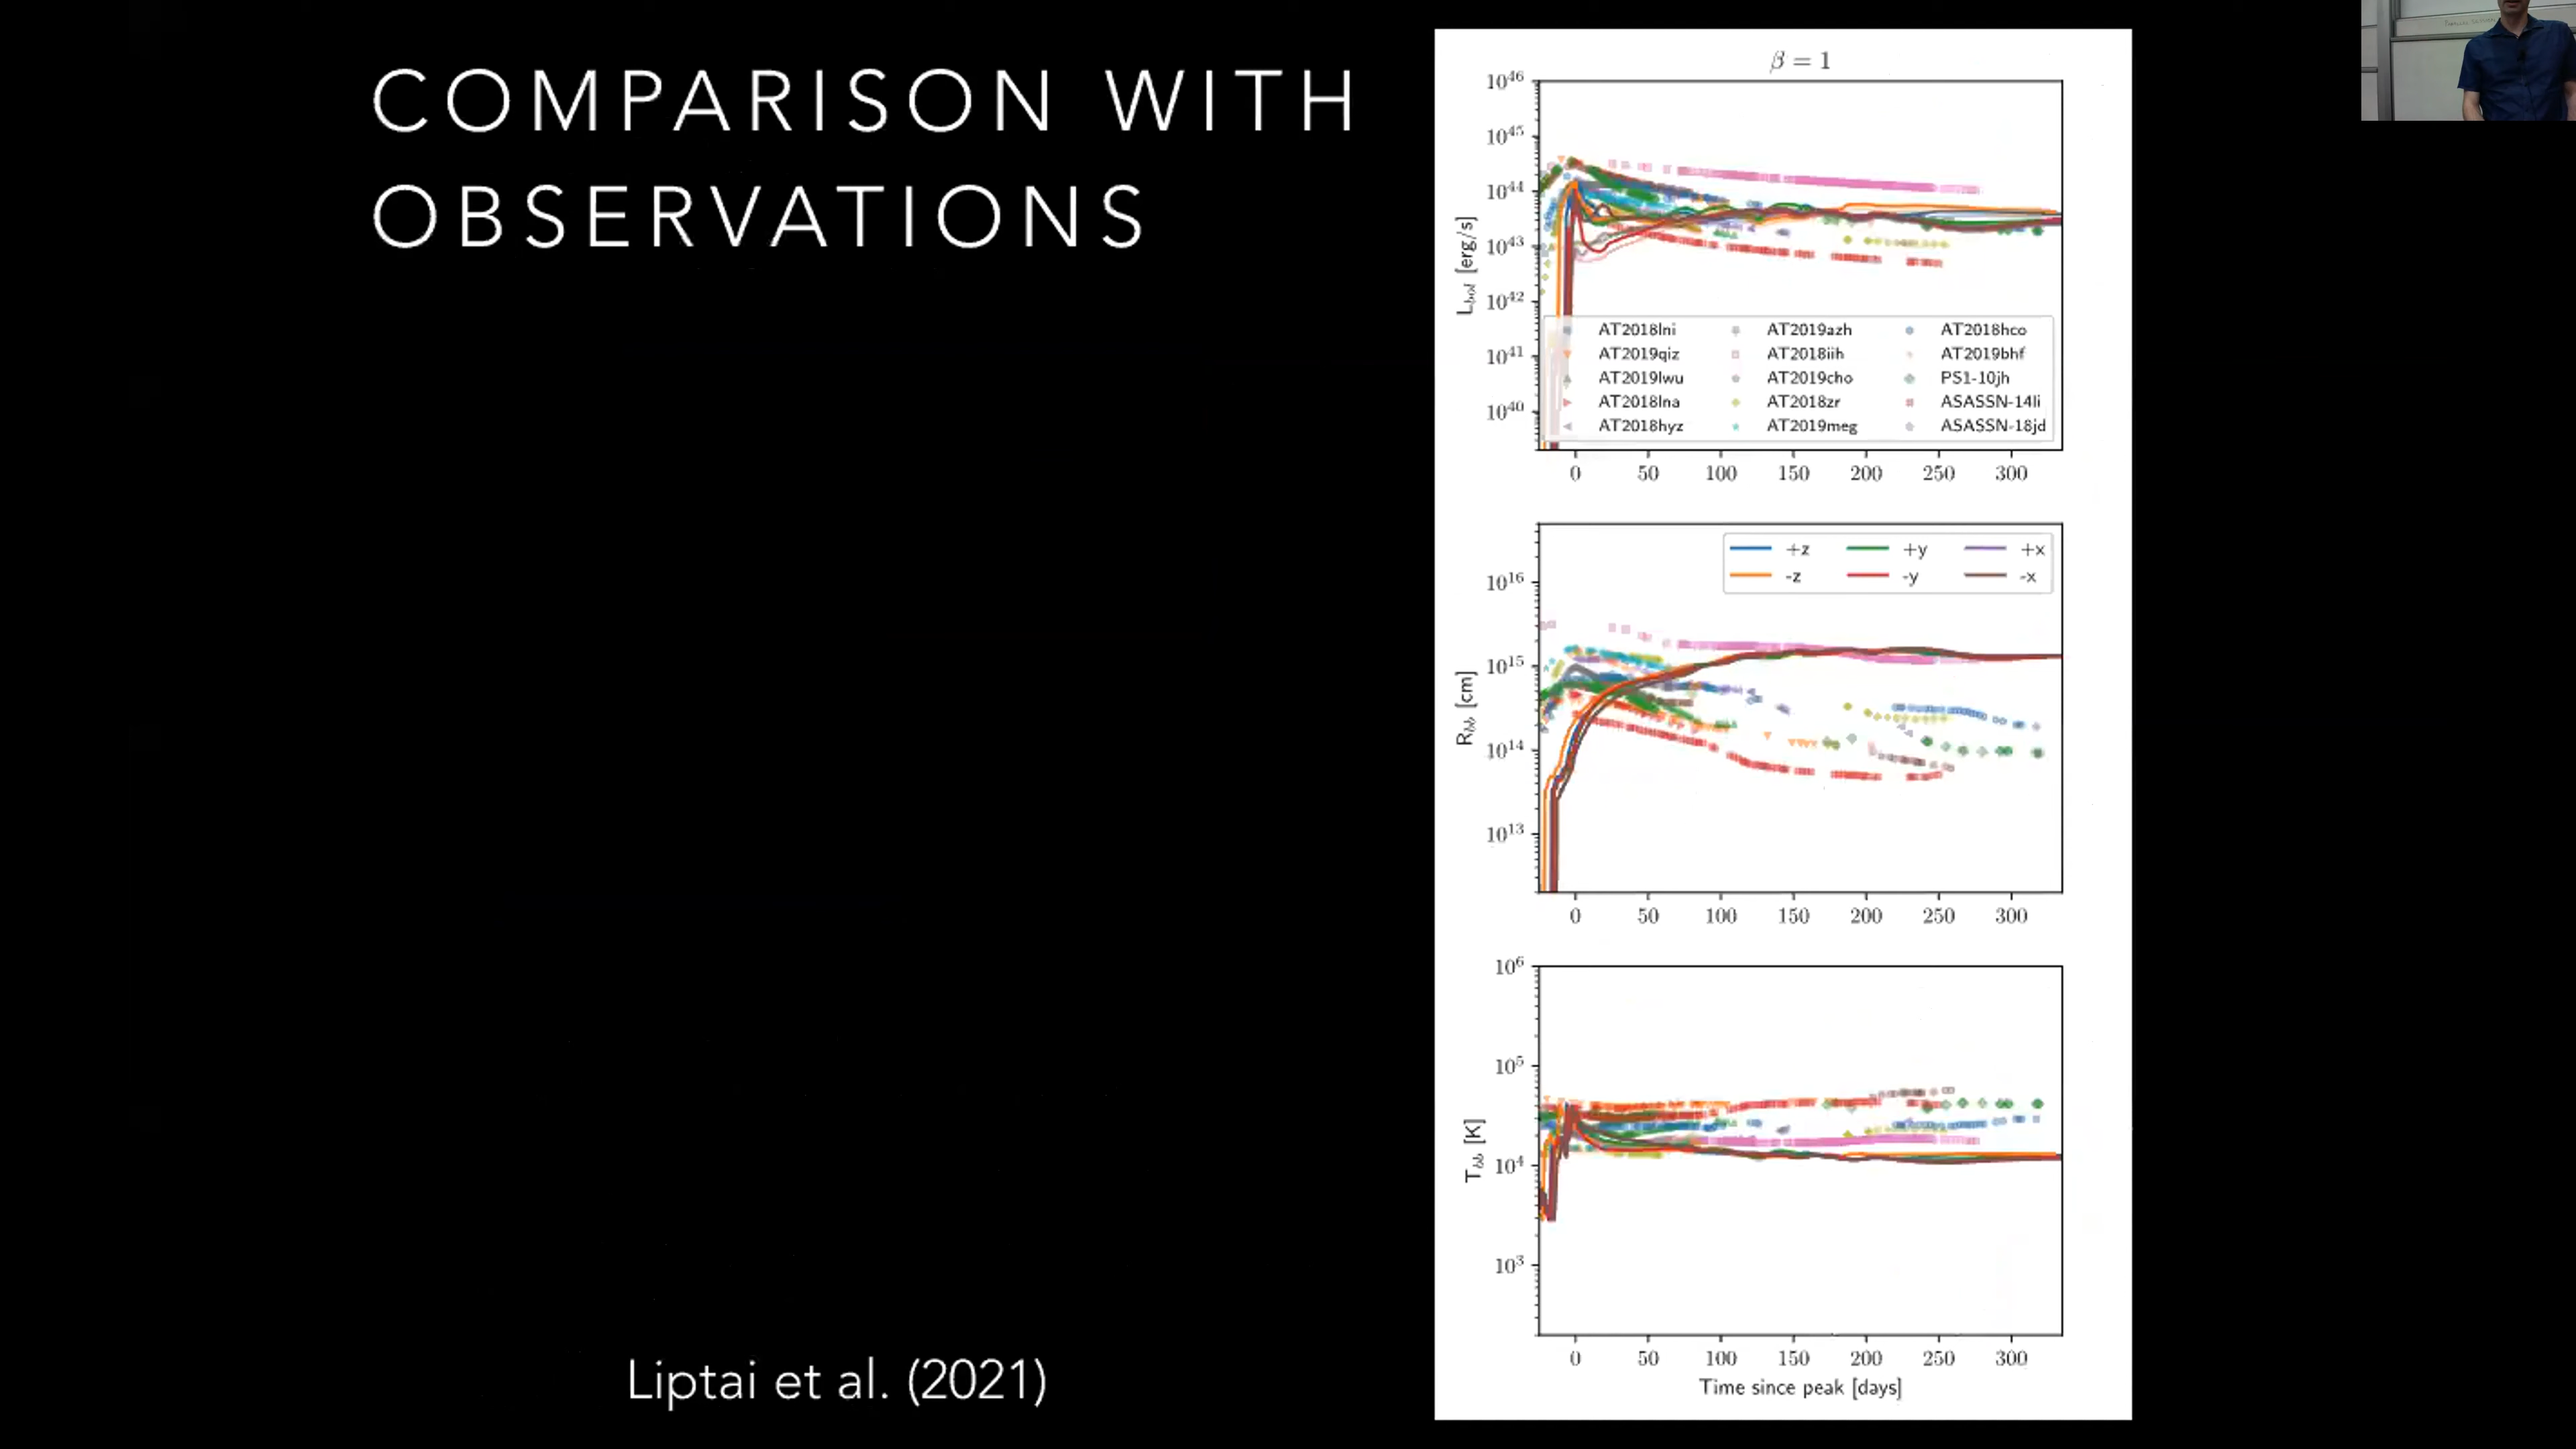 COMPARISON WITH
OBSERVATIONS
β = 1
10^46
10^45
10^44
10^43
10^42
10^41
10^40
L_bol [erg/s]
AT2018lni AT2019azh AT2018hco
AT2019qiz AT2018iih AT2019bhf
AT2019lwu AT2019cho PS1-10jh
AT2018lna AT2018zr ASASSN-14li
AT2018hyz AT2019meg ASASSN-18jd
0 50 100 150 200 250 300
+z +y +x
-z -y -x
10^16
10^15
10^14
10^13
R_bb [cm]
0 50 100 150 200 250 300
10^6
10^5
10^4
10^3
T_bb [K]
0 50 100 150 200 250 300
Time since peak [days]
Liptai et al. (2021)